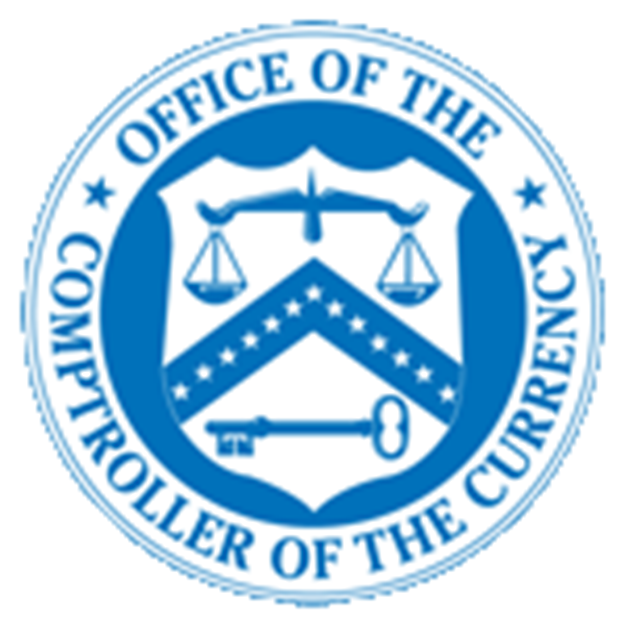 OFFICE OF THE
COMPTROLLER OF THE CURRENCY